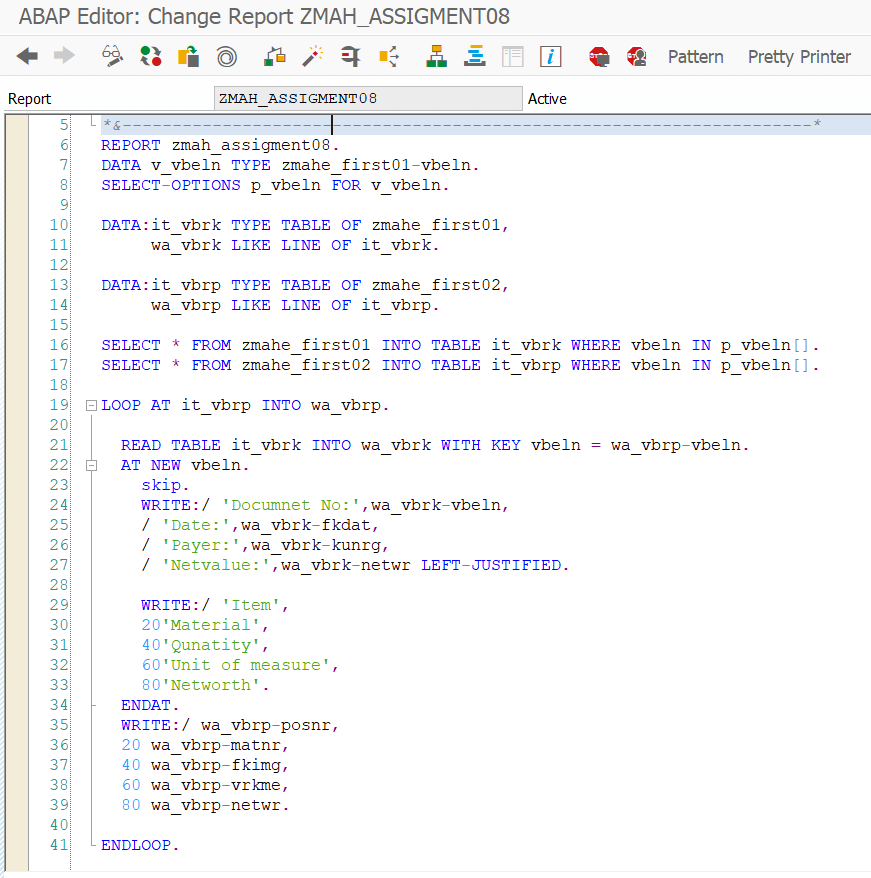 ABAP Editor: Change Report ZMAH_ASSIGMENT08
Pattern Pretty Printer
Report ZMAH_ASSIGMENT08 Active
5 *&---------------------------------------------------------------------*
6 REPORT zmah_assigment08.
7 DATA v_vbeln TYPE zmahe_first01-vbeln.
8 SELECT-OPTIONS p_vbeln FOR v_vbeln.
9
10 DATA:it_vbrk TYPE TABLE OF zmahe_first01,
11      wa_vbrk LIKE LINE OF it_vbrk.
12
13 DATA:it_vbrp TYPE TABLE OF zmahe_first02,
14      wa_vbrp LIKE LINE OF it_vbrp.
15
16 SELECT * FROM zmahe_first01 INTO TABLE it_vbrk WHERE vbeln IN p_vbeln[].
17 SELECT * FROM zmahe_first02 INTO TABLE it_vbrp WHERE vbeln IN p_vbeln[].
18
19 LOOP AT it_vbrp INTO wa_vbrp.
20
21   READ TABLE it_vbrk INTO wa_vbrk WITH KEY vbeln = wa_vbrp-vbeln.
22   AT NEW vbeln.
23     skip.
24     WRITE:/ 'Documnet No:',wa_vbrk-vbeln,
25     / 'Date:',wa_vbrk-fkdat,
26     / 'Payer:',wa_vbrk-kunrg,
27     / 'Netvalue:',wa_vbrk-netwr LEFT-JUSTIFIED.
28
29     WRITE:/ 'Item',
30     20'Material',
31     40'Qunatity',
32     60'Unit of measure',
33     80'Networth'.
34   ENDAT.
35   WRITE:/ wa_vbrp-posnr,
36   20 wa_vbrp-matnr,
37   40 wa_vbrp-fkimg,
38   60 wa_vbrp-vrkme,
39   80 wa_vbrp-netwr.
40
41 ENDLOOP.